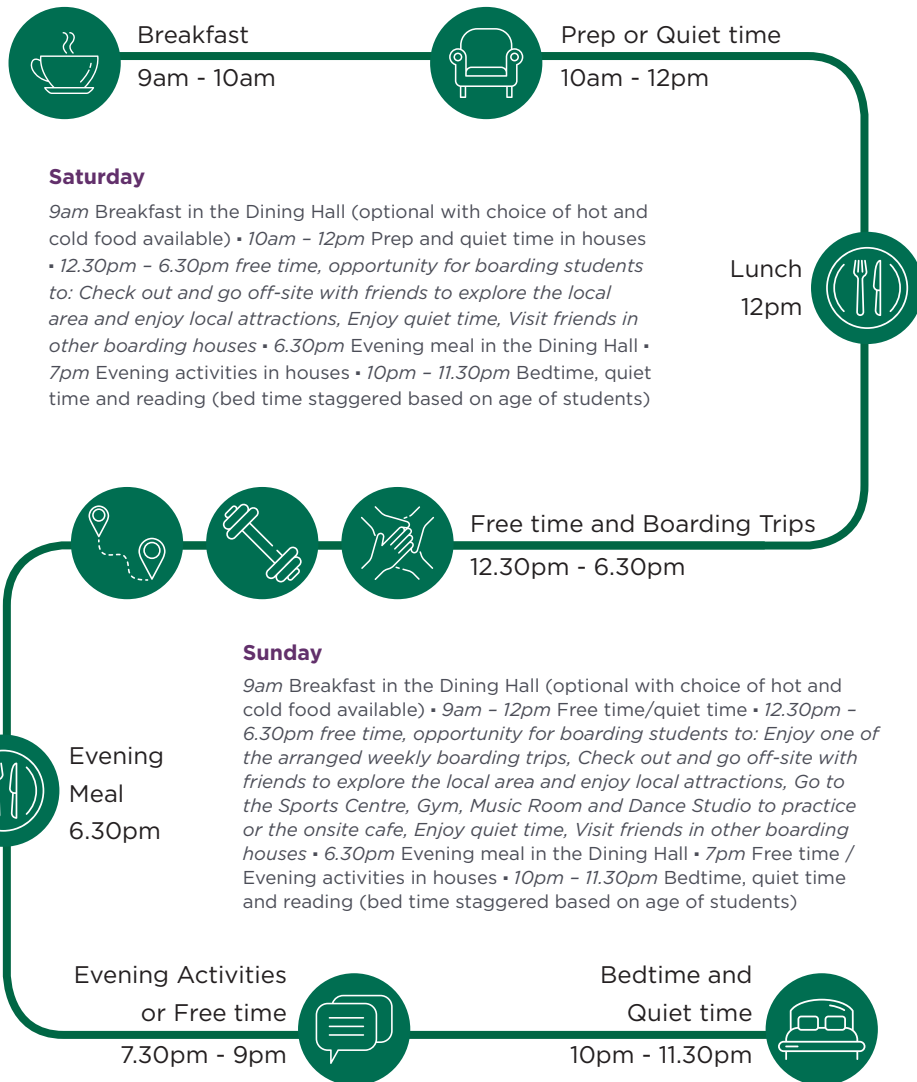 Breakfast
9am - 10am
Prep or Quiet time
10am - 12pm
Saturday
9am Breakfast in the Dining Hall (optional with choice of hot and
cold food available) ▪ 10am – 12pm Prep and quiet time in houses
▪ 12.30pm – 6.30pm free time, opportunity for boarding students
to: Check out and go off-site with friends to explore the local
area and enjoy local attractions, Enjoy quiet time, Visit friends in
other boarding houses ▪ 6.30pm Evening meal in the Dining Hall ▪
7pm Evening activities in houses ▪ 10pm – 11.30pm Bedtime, quiet
time and reading (bed time staggered based on age of students)
Lunch
12pm
Free time and Boarding Trips
12.30pm - 6.30pm
Sunday
9am Breakfast in the Dining Hall (optional with choice of hot and
cold food available) ▪ 9am – 12pm Free time/quiet time ▪ 12.30pm –
6.30pm free time, opportunity for boarding students to: Enjoy one of
the arranged weekly boarding trips, Check out and go off-site with
friends to explore the local area and enjoy local attractions, Go to
the Sports Centre, Gym, Music Room and Dance Studio to practice
or the onsite cafe, Enjoy quiet time, Visit friends in other boarding
houses ▪ 6.30pm Evening meal in the Dining Hall ▪ 7pm Free time /
Evening activities in houses ▪ 10pm – 11.30pm Bedtime, quiet time
and reading (bed time staggered based on age of students)
Evening
Meal
6.30pm
Evening Activities
or Free time
7.30pm - 9pm
Bedtime and
Quiet time
10pm - 11.30pm